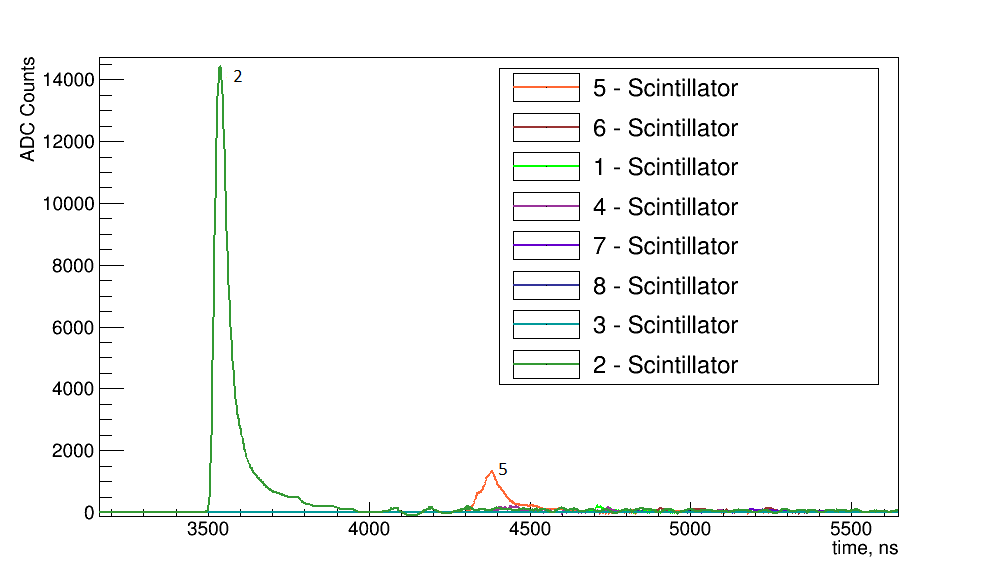 ADC Counts
14000
12000
10000
8000
6000
4000
2000
0
2
5
5 - Scintillator
6 - Scintillator
1 - Scintillator
4 - Scintillator
7 - Scintillator
8 - Scintillator
3 - Scintillator
2 - Scintillator
3500 4000 4500 5000 5500
time, ns